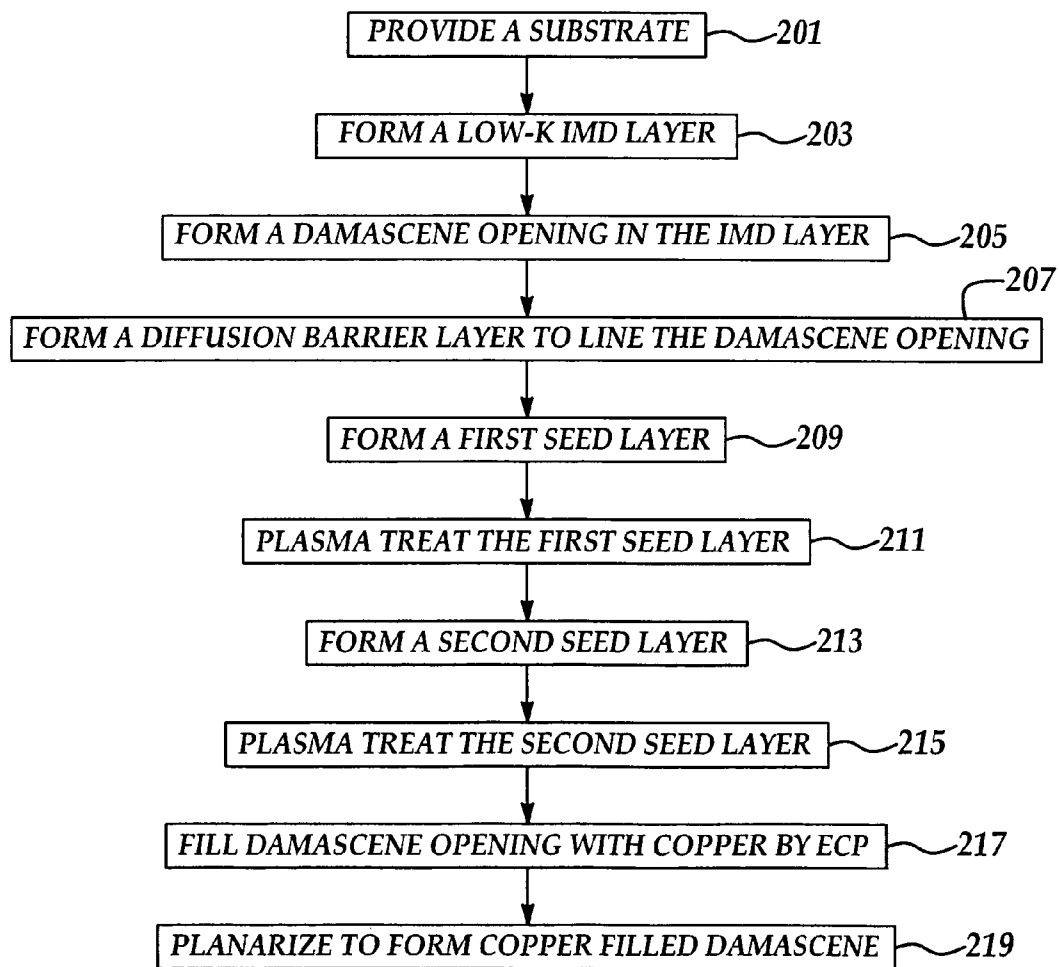 PROVIDE A SUBSTRATE 201
FORM A LOW-K IMD LAYER 203
FORM A DAMASCENE OPENING IN THE IMD LAYER 205
207
FORM A DIFFUSION BARRIER LAYER TO LINE THE DAMASCENE OPENING
FORM A FIRST SEED LAYER 209
PLASMA TREAT THE FIRST SEED LAYER 211
FORM A SECOND SEED LAYER 213
PLASMA TREAT THE SECOND SEED LAYER 215
FILL DAMASCENE OPENING WITH COPPER BY ECP 217
PLANARIZE TO FORM COPPER FILLED DAMASCENE 219